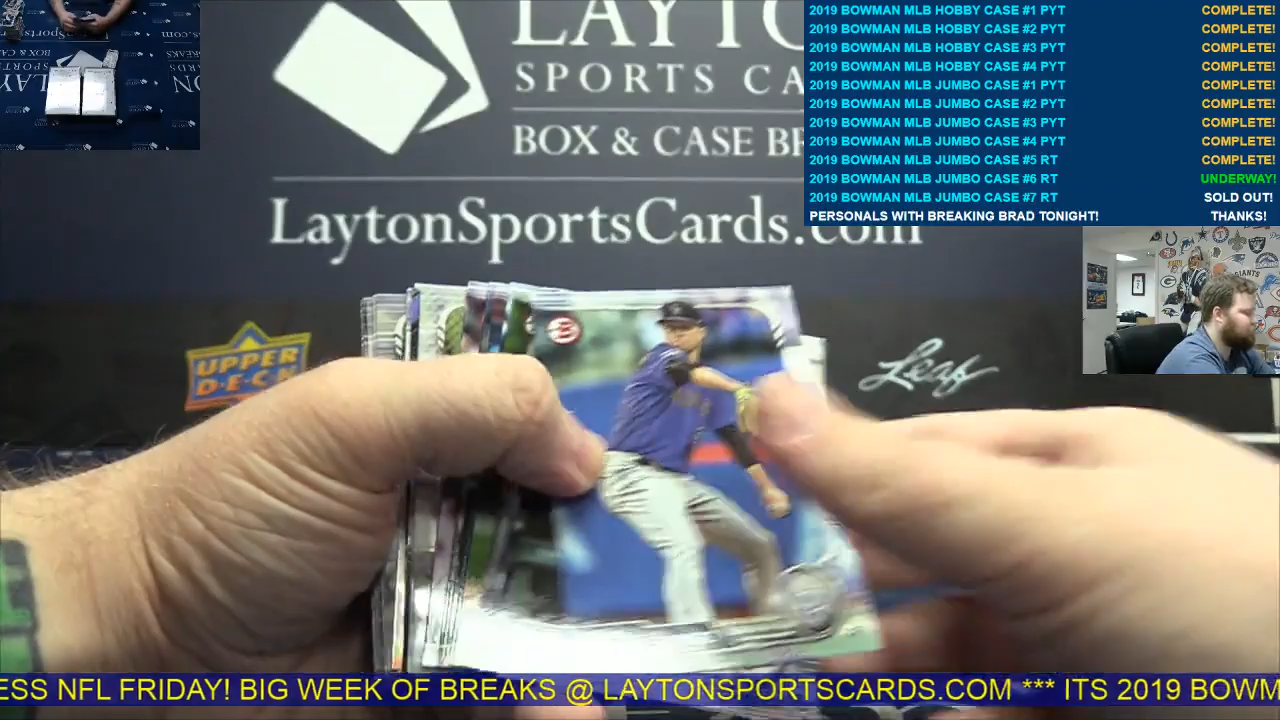 2019 BOWMAN MLB HOBBY CASE #1 PYT COMPLETE!
2019 BOWMAN MLB HOBBY CASE #2 PYT COMPLETE!
2019 BOWMAN MLB HOBBY CASE #3 PYT COMPLETE!
2019 BOWMAN MLB HOBBY CASE #4 PYT COMPLETE!
2019 BOWMAN MLB JUMBO CASE #1 PYT COMPLETE!
2019 BOWMAN MLB JUMBO CASE #2 PYT COMPLETE!
2019 BOWMAN MLB JUMBO CASE #3 PYT COMPLETE!
2019 BOWMAN MLB JUMBO CASE #4 PYT COMPLETE!
2019 BOWMAN MLB JUMBO CASE #5 RT COMPLETE!
2019 BOWMAN MLB JUMBO CASE #6 RT UNDERWAY!
2019 BOWMAN MLB JUMBO CASE #7 RT SOLD OUT!
PERSONALS WITH BREAKING BRAD TONIGHT! THANKS!
LAYTO
SPORTS CA
BOX & CASE BR
LaytonSportsCards.com
UPPER
DECK
Leaf
ESS NFL FRIDAY! BIG WEEK OF BREAKS @ LAYTONSPORTSCARDS.COM *** ITS 2019 BOWM